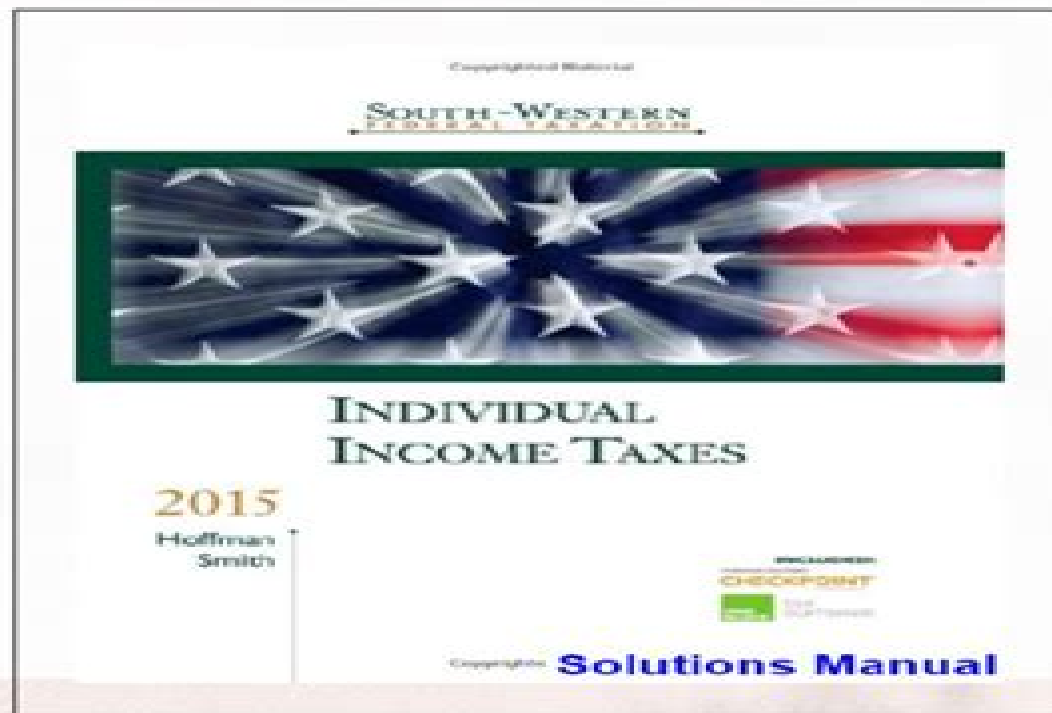 Copyrighted Material
SOUTH-WESTERN
FEDERAL TAXATION
INDIVIDUAL
INCOME TAXES
2015
Hoffman
Smith
CHECKPOINT
Solutions Manual